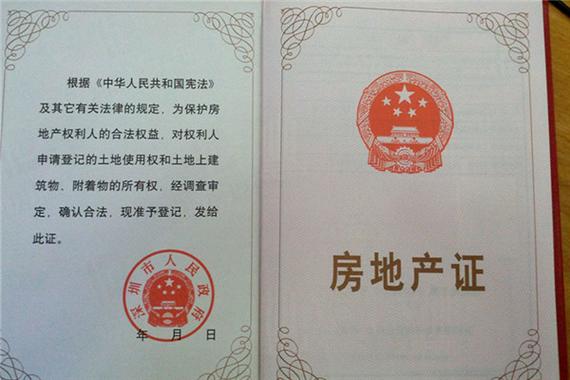 根据《中华人民共和国宪法》
及其它有关法律的规定，为保护房
地产权利人的合法权益，对权利人
申请登记的土地使用权和土地上建
筑物、附着物的所有权，经调查审
定，确认合法，现准予登记，发给
此证。
深圳市人民政府
年 月 日
房地产证